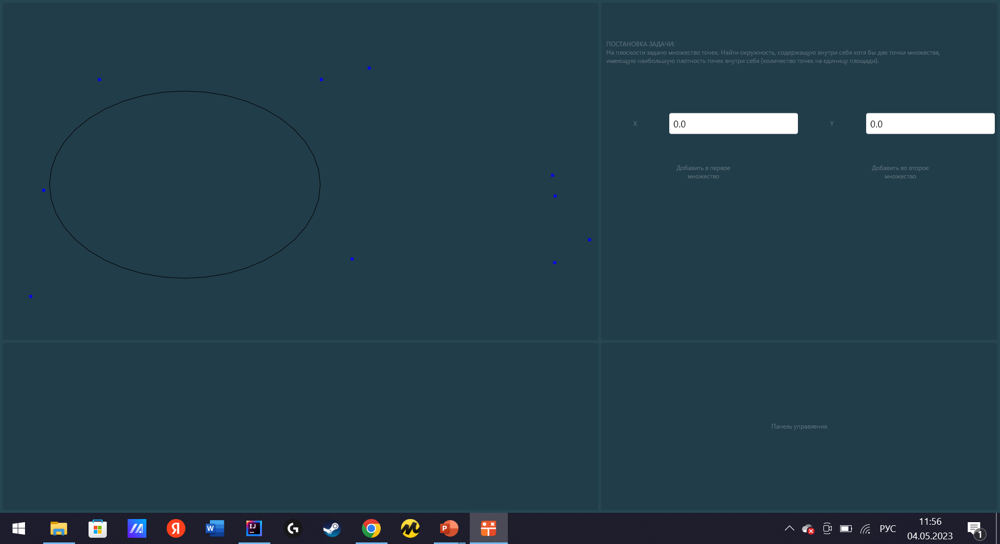 ПОСТАНОВКА ЗАДАЧИ:
На плоскости задано множество точек. Найти окружность, содержащую внутри себя хотя бы две точки множества,
имеющую наибольшую плотность точек внутри себя (количество точек на единицу площади).
X
0.0
Y
0.0
Добавить в первое
множество
Добавить во второе
множество
Панель управления
Я
W
IJ
G
P
РУС
11:56
04.05.2023
1